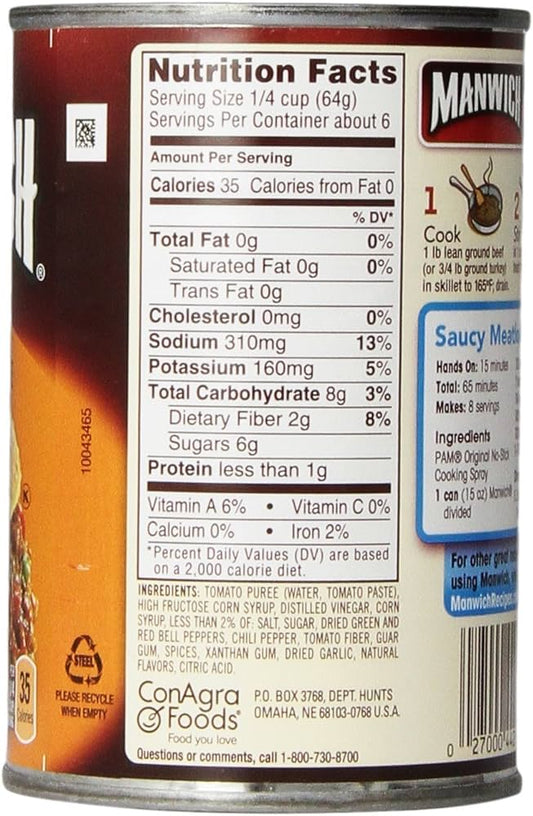 H
®
10043465
K
35
Calories
STEEL
PLEASE RECYCLE
WHEN EMPTY
Nutrition Facts
Serving Size 1/4 cup (64g)
Servings Per Container about 6
Amount Per Serving
Calories 35 Calories from Fat 0
% DV*
Total Fat 0g 0%
Saturated Fat 0g 0%
Trans Fat 0g
Cholesterol 0mg 0%
Sodium 310mg 13%
Potassium 160mg 5%
Total Carbohydrate 8g 3%
Dietary Fiber 2g 8%
Sugars 6g
Protein less than 1g
Vitamin A 6% • Vitamin C 0%
Calcium 0% • Iron 2%
*Percent Daily Values (DV) are based
on a 2,000 calorie diet.
INGREDIENTS: TOMATO PUREE (WATER, TOMATO PASTE),
HIGH FRUCTOSE CORN SYRUP, DISTILLED VINEGAR, CORN
SYRUP, LESS THAN 2% OF: SALT, SUGAR, DRIED GREEN AND
RED BELL PEPPERS, CHILI PEPPER, TOMATO FIBER, GUAR
GUM, SPICES, XANTHAN GUM, DRIED GARLIC, NATURAL
FLAVORS, CITRIC ACID.
ConAgra
Foods®
Food you love
P.O. BOX 3768, DEPT. HUNTS
OMAHA, NE 68103-0768 U.S.A.
Questions or comments, call 1-800-730-8700
MANWICH
1
Cook
1 lb lean ground beef
(or 3/4 lb ground turkey)
in skillet to 165ºF; drain.
2
Saucy
Hands On: 15 minutes
Total: 65 minutes
Makes: 8 servings
Ingredients
PAM® Original No-Stick
Cooking Spray
1 can (15 oz) Manwich®
divided
For other great
using Manwich,
ManwichRecipes
0 27000